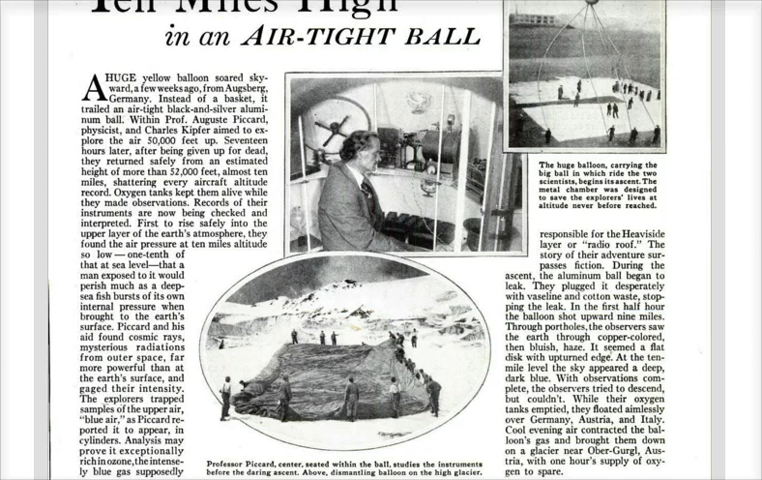 Ten Miles High
in an AIR-TIGHT BALL
A HUGE yellow balloon soared sky-
ward, a few weeks ago, from Augsberg,
Germany. Instead of a basket, it
trailed an air-tight black-and-silver alumi-
num ball. Within Prof. Auguste Piccard,
physicist, and Charles Kipfer aimed to ex-
plore the air 50,000 feet up. Seventeen
hours later, after being given up for dead,
they returned safely from an estimated
height of more than 52,000 feet, almost ten
miles, shattering every aircraft altitude
record. Oxygen tanks kept them alive while
they made observations. Records of their
instruments are now being checked and
interpreted. First to rise safely into the
upper layer of the earth's atmosphere, they
found the air pressure at ten miles altitude
so low — one-tenth of
that at sea level—that a
man exposed to it would
perish much as a deep-
sea fish bursts of its own
internal pressure when
brought to the earth's
surface. Piccard and his
aid found cosmic rays,
mysterious radiations
from outer space, far
more powerful than at
the earth's surface, and
gaged their intensity.
The explorers trapped
samples of the upper air,
"blue air," as Piccard re-
ported it to appear, in
cylinders. Analysis may
prove it exceptionally
rich in ozone, the intense-
ly blue gas supposedly
The huge balloon, carrying the
big ball in which ride the two
scientists, begins its ascent. The
metal chamber was designed
to save the explorers' lives at
altitude never before reached.
responsible for the Heaviside
layer or "radio roof." The
story of their adventure sur-
passes fiction. During the
ascent, the aluminum ball began to
leak. They plugged it desperately
with vaseline and cotton waste, stop-
ping the leak. In the first half hour
the balloon shot upward nine miles.
Through portholes, the observers saw
the earth through copper-colored,
then bluish, haze. It seemed a flat
disk with upturned edge. At the ten-
mile level the sky appeared a deep,
dark blue. With observations com-
plete, the observers tried to descend,
but couldn't. While their oxygen
tanks emptied, they floated aimlessly
over Germany, Austria, and Italy.
Cool evening air contracted the bal-
loon's gas and brought them down
on a glacier near Ober-Gurgl, Aus-
tria, with one hour's supply of oxy-
gen to spare.
Professor Piccard, center, seated within the ball, studies the instruments
before the daring ascent. Above, dismantling balloon on the high glacier.